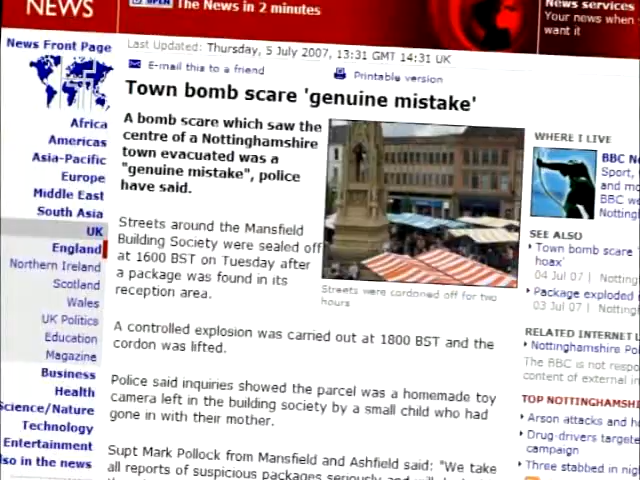 NEWS
OPEN The News in 2 minutes
News services
Your news when
want it
Last Updated: Thursday, 5 July 2007, 13:31 GMT 14:31 UK
E-mail this to a friend
Printable version
News Front Page
Africa
Americas
Asia-Pacific
Europe
Middle East
South Asia
UK
England
Northern Ireland
Scotland
Wales
UK Politics
Education
Magazine
Business
Health
Science/Nature
Technology
Entertainment
lso in the news
Town bomb scare 'genuine mistake'
A bomb scare which saw the
centre of a Nottinghamshire
town evacuated was a
"genuine mistake", police
have said.
Streets around the Mansfield
Building Society were sealed off
at 1600 BST on Tuesday after
a package was found in its
reception area.
Streets were cordoned off for two
hours
A controlled explosion was carried out at 1800 BST and the
cordon was lifted.
Police said inquiries showed the parcel was a homemade toy
camera left in the building society by a small child who had
gone in with their mother.
Supt Mark Pollock from Mansfield and Ashfield said: "We take
all reports of suspicious packages seriously and
WHERE I LIVE
BBC Ne
Sport,
and mo
BBC we
Notting
SEE ALSO
Town bomb scare
hoax'
04 Jul 07 | Notting
Package exploded
03 Jul 07 | Notting
RELATED INTERNET L
Nottinghamshire Pol
The BBC is not respo
content of external in
TOP NOTTINGHAMSHI
Arson attacks and h
Drug-drivers targete
campaign
Three stabbed in nigh